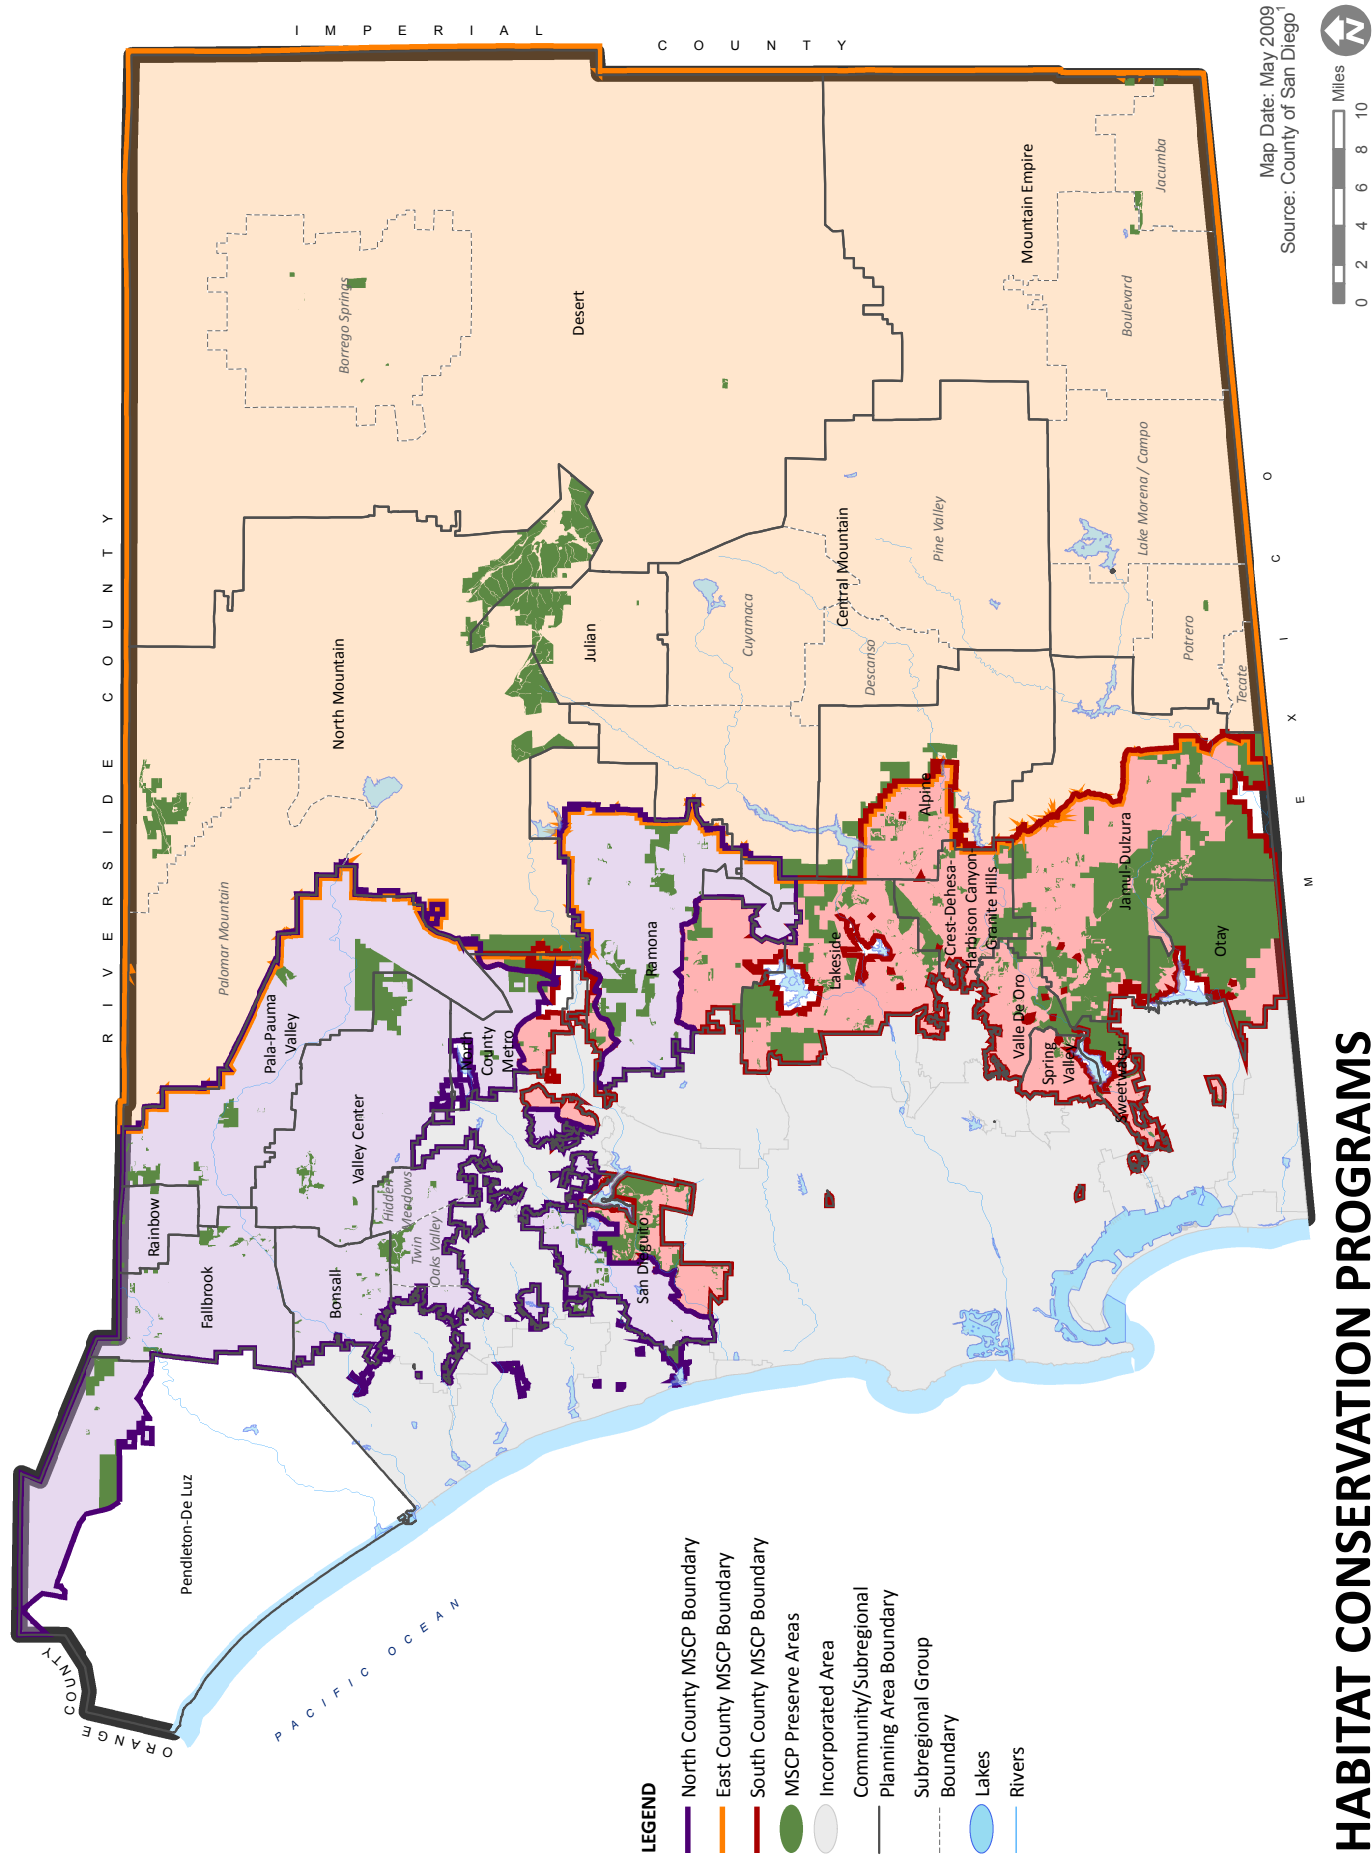 HABITAT CONSERVATION PROGRAMS
Map Date: May 2009
Source: County of San Diego1
N
0 2 4 6 8 10 Miles
LEGEND
North County MSCP Boundary
East County MSCP Boundary
South County MSCP Boundary
MSCP Preserve Areas
Incorporated Area
Community/Subregional
Planning Area Boundary
Subregional Group
Boundary
Lakes
Rivers
ORANGE COUNTY
RIVERSIDE COUNTY
IMPERIAL COUNTY
MEXICO
PACIFIC OCEAN
Pendleton-De Luz
Fallbrook
Rainbow
Bonsall
Pala-Pauma
Valley
Valley Center
Hidden
Meadows
Twin
Oaks Valley
North
County
Metro
San Dieguito
Palomar Mountain
North Mountain
Borrego Springs
Desert
Julian
Ramona
Cuyamaca
Central Mountain
Descanso
Pine Valley
Lakeside
Alpine
Crest-Dehesa-
Harbison Canyon-
Granite Hills
Valle De Oro
Spring
Valley
Sweetwater
Jamul-Dulzura
Otay
Mountain Empire
Boulevard
Jacumba
Lake Morena / Campo
Potrero
Tecate